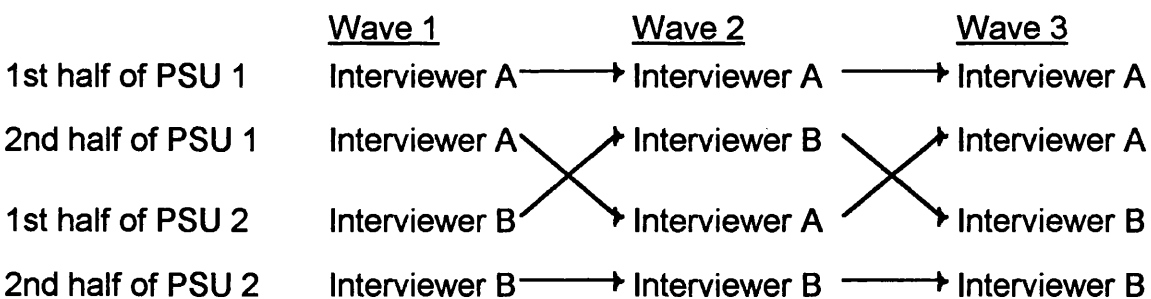 Wave 1 Wave 2 Wave 3
1st half of PSU 1 Interviewer A Interviewer A Interviewer A
2nd half of PSU 1 Interviewer A Interviewer B Interviewer A
1st half of PSU 2 Interviewer B Interviewer A Interviewer B
2nd half of PSU 2 Interviewer B Interviewer B Interviewer B